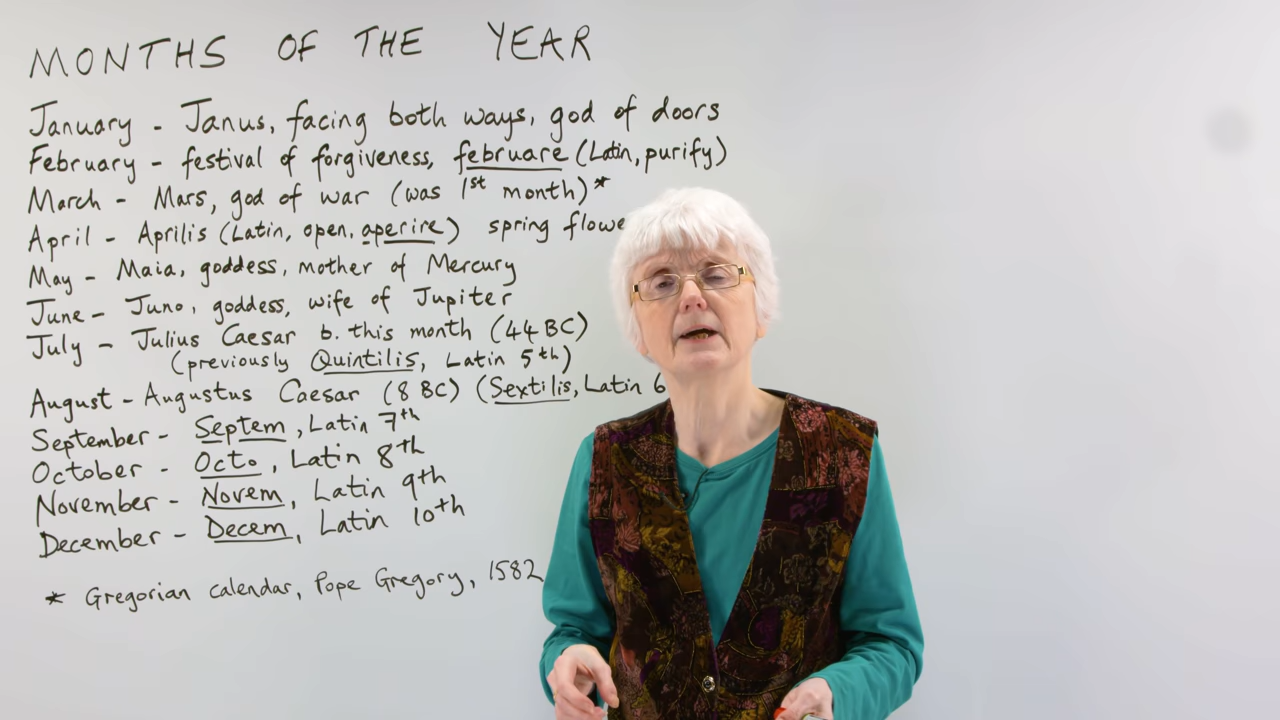 MONTHS OF THE YEAR
January - Janus, facing both ways, god of doors
February - festival of forgiveness, februare (Latin, purify)
March - Mars, god of war (was 1st month)*
April - Aprilis (Latin, open, aperire) spring flowe
May - Maia, goddess, mother of Mercury
June - Juno, goddess, wife of Jupiter
July - Julius Caesar b. this month (44 BC)
(previously Quintilis, Latin 5th)
August - Augustus Caesar (8 BC) (Sextilis, Latin 6
September - Septem, Latin 7th
October - Octo, Latin 8th
November - Novem, Latin 9th
December - Decem, Latin 10th
* Gregorian calendar, Pope Gregory, 1582